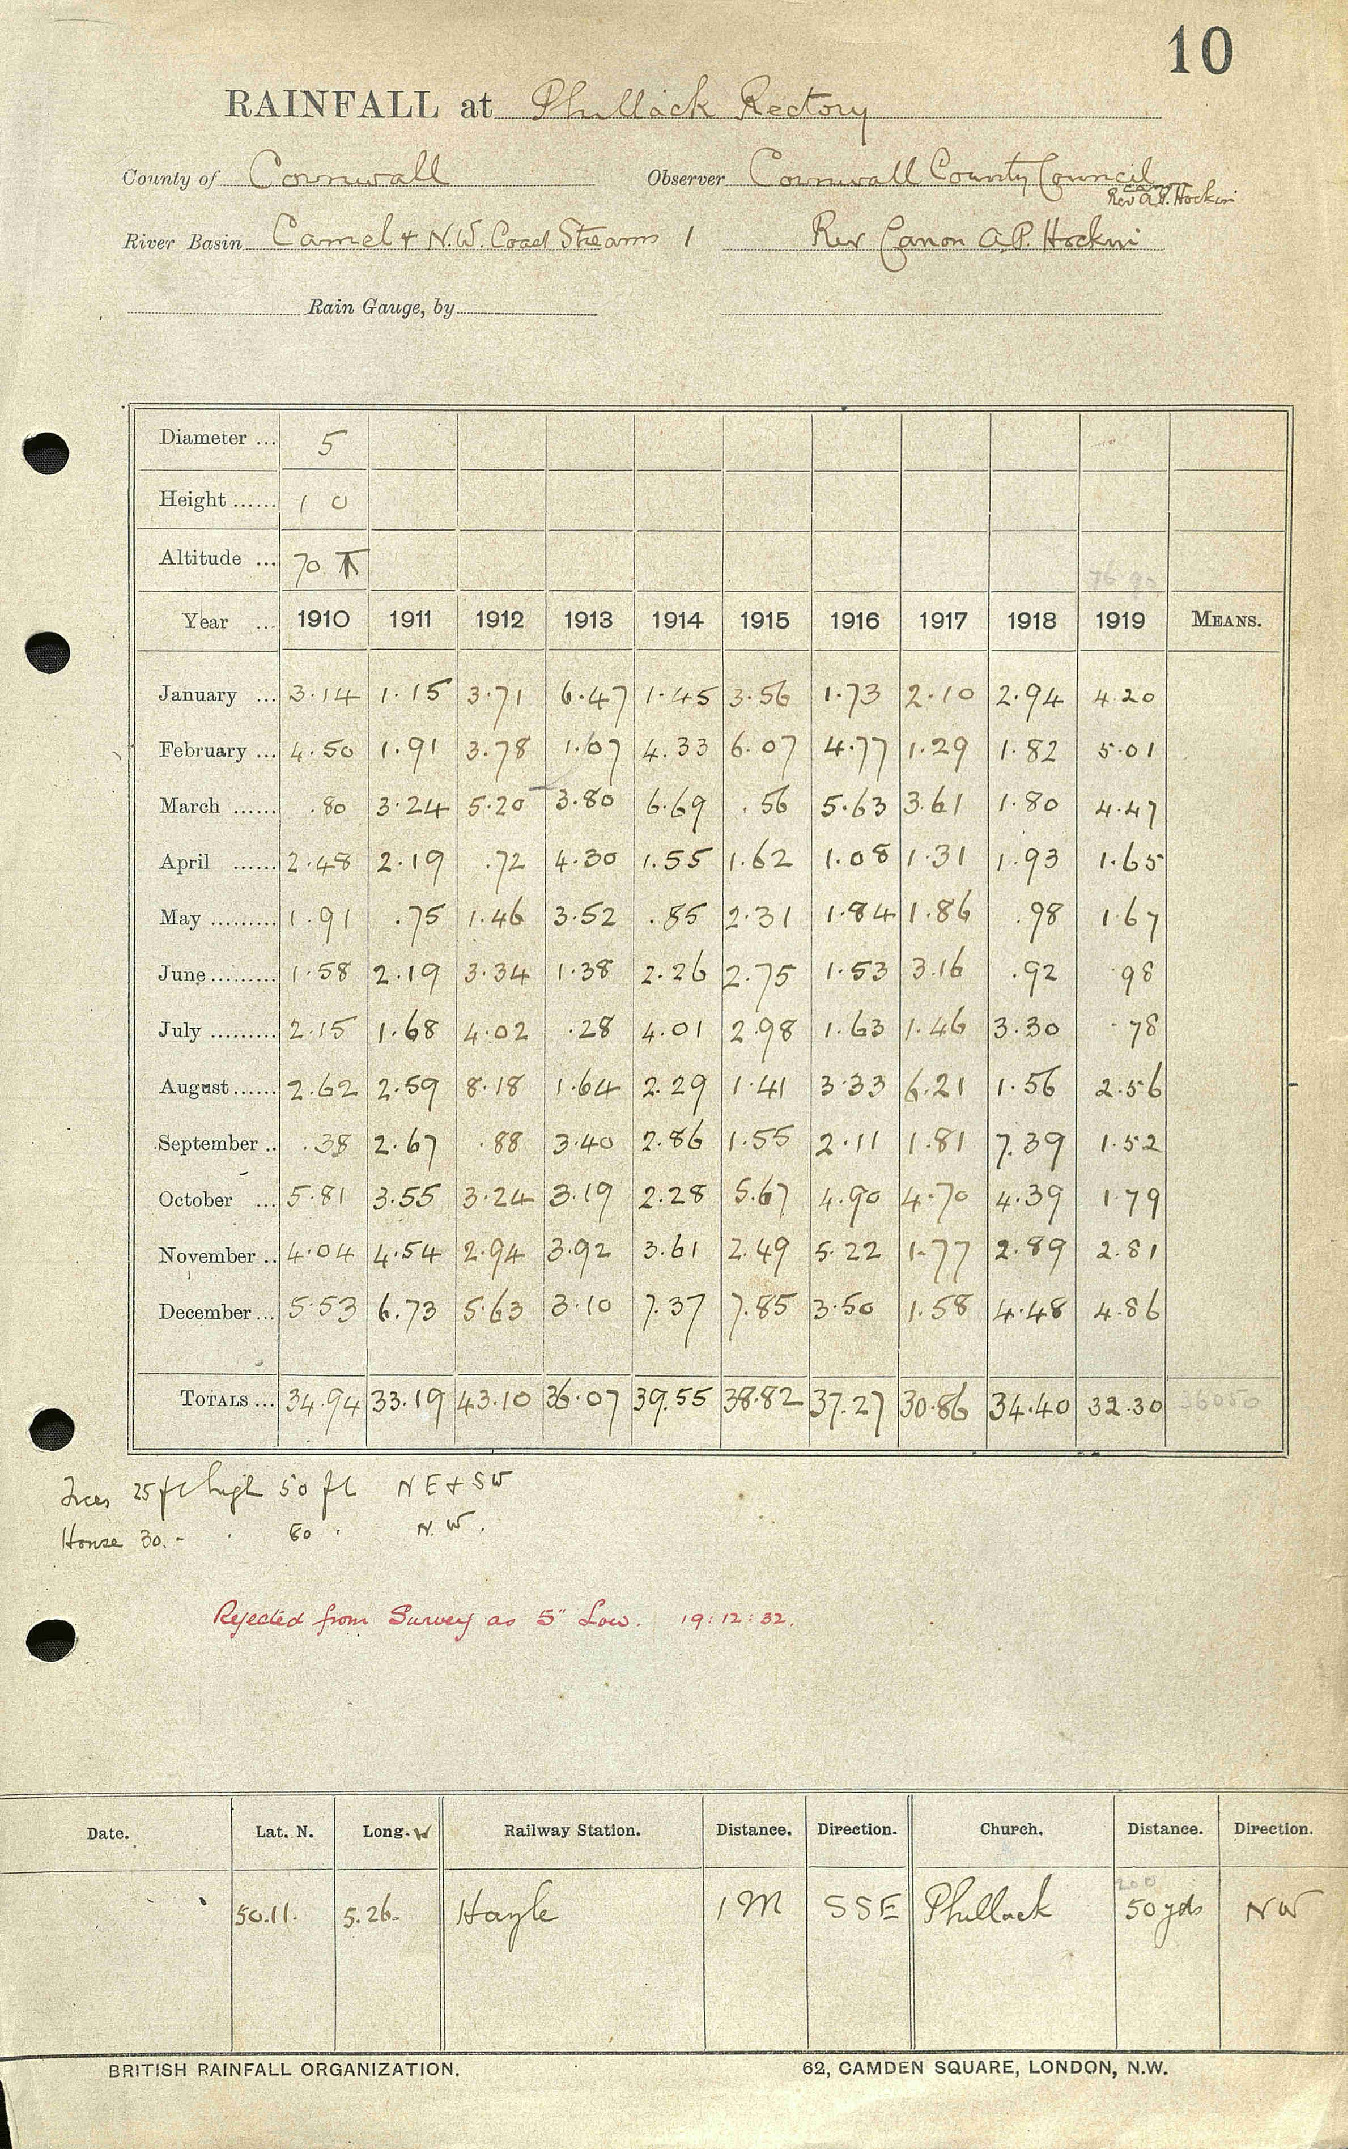 10
RAINFALL at Phillack Rectory
County of Cornwall Observer Cornwall County Council
Rev A.P. Hockin
River Basin Camel & N.W. Coast Streams 1 Rev Canon A.P. Hockin
Rain Gauge, by
Diameter ... 5
Height ...... 1 0
Altitude ... 70
Year ... 1910 1911 1912 1913 1914 1915 1916 1917 1918 1919 MEANS.
January ... 3.14 1.15 3.71 6.47 1.45 3.56 1.73 2.10 2.94 4.20
February ... 4.50 1.91 3.78 1.67 4.33 6.07 4.77 1.29 1.82 5.01
March ...... .80 3.24 5.20 3.80 6.69 .56 5.63 3.61 1.80 4.47
April ...... 2.48 2.19 .72 4.30 1.55 1.62 1.08 1.31 1.93 1.65
May ......... 1.91 .75 1.46 3.52 .85 2.31 1.84 1.86 .98 1.67
June ......... 1.58 2.19 3.34 1.38 2.26 2.75 1.53 3.16 .92 .98
July ......... 2.15 1.68 4.02 .28 4.01 2.98 1.63 1.46 3.30 .78
August ...... 2.62 2.59 8.18 1.64 2.29 1.41 3.33 6.21 1.56 2.56
September .. .38 2.67 .88 3.40 2.86 1.55 2.11 1.81 7.39 1.52
October ... 5.81 3.55 3.24 3.19 2.28 5.67 4.90 4.70 4.39 1.79
November .. 4.04 4.54 2.94 3.92 3.61 2.49 5.22 1.77 2.89 2.81
December ... 5.53 6.73 5.63 3.10 7.37 7.85 3.50 1.58 4.48 4.86
TOTALS ... 34.94 33.19 43.10 36.07 39.55 38.82 37.27 30.86 34.40 32.30 36050
Trees 25 ft high 50 ft N E & SW
House 30 . . 60 . N.W.
Rejected from Survey as 5" Low. 19:12:32.
Date. Lat. N. Long. W Railway Station. Distance. Direction. Church. Distance. Direction.
200
50.11. 5.26. Hayle 1 M SSE Phillack 50 yds NW
BRITISH RAINFALL ORGANIZATION. 62, CAMDEN SQUARE, LONDON, N.W.